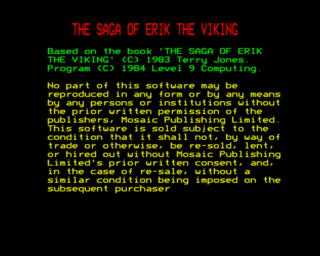 THE SAGA OF ERIK THE VIKING
Based on the book 'THE SAGA OF ERIK
THE VIKING' (C) 1983 Terry Jones.
Program (C) 1984 Level 9 Computing.
No part of this software may be
reproduced in any form or by any means
by any persons or institutions without
the prior written permission of the
publishers, Mosaic Publishing Limited.
This software is sold subject to the
condition that it shall not, by way of
trade or otherwise, be re-sold, lent,
or hired out without Mosaic Publishing
Limited's prior written consent, and,
in the case of re-sale, without a
similar condition being imposed on the
subsequent purchaser